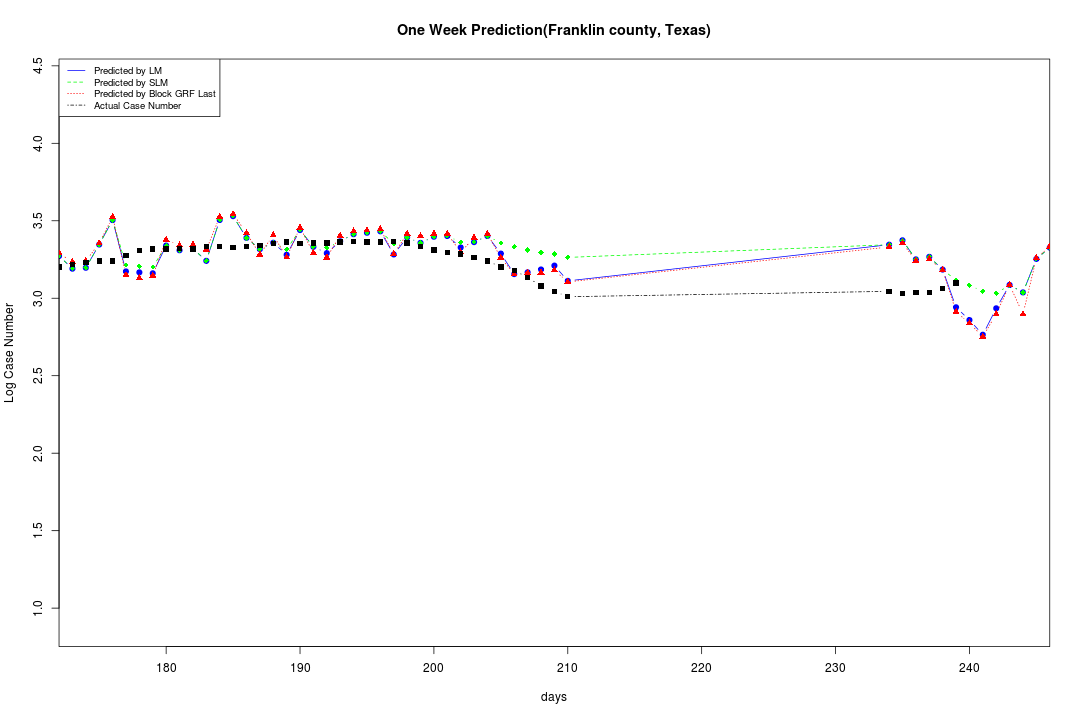 One Week Prediction(Franklin county, Texas)
Predicted by LM
Predicted by SLM
Predicted by Block GRF Last
Actual Case Number
4.5
4.0
3.5
3.0
2.5
2.0
1.5
1.0
Log Case Number
180 190 200 210 220 230 240
days